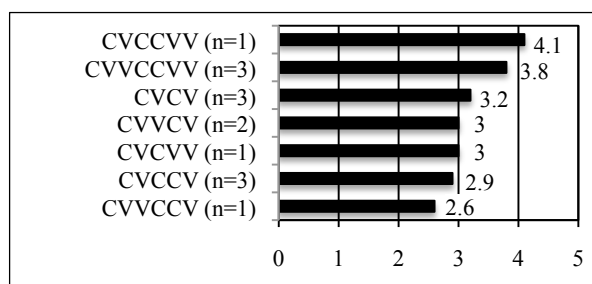 CVCCVV (n=1) 4.1
CVVCCVV (n=3) 3.8
CVCV (n=3) 3.2
CVVCV (n=2) 3
CVCVV (n=1) 3
CVCCV (n=3) 2.9
CVVCCV (n=1) 2.6
0 1 2 3 4 5